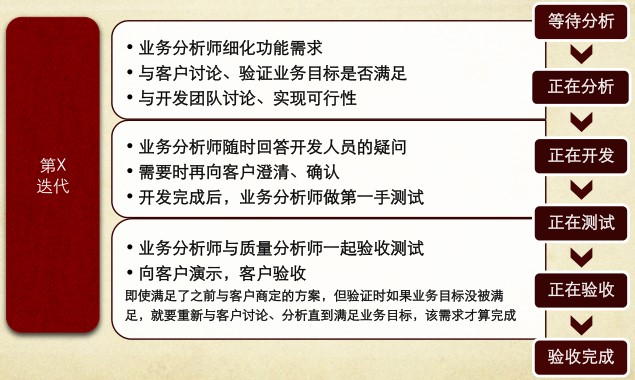 第X
迭代
• 业务分析师细化功能需求
• 与客户讨论、验证业务目标是否满足
• 与开发团队讨论、实现可行性
• 业务分析师随时回答开发人员的疑问
• 需要时再向客户澄清、确认
• 开发完成后，业务分析师做第一手测试
• 业务分析师与质量分析师一起验收测试
• 向客户演示，客户验收
即使满足了之前与客户商定的方案，但验证时如果业务目标没被满
足，就要重新与客户讨论、分析直到满足业务目标，该需求才算完成
等待分析
正在分析
正在开发
正在测试
正在验收
验收完成